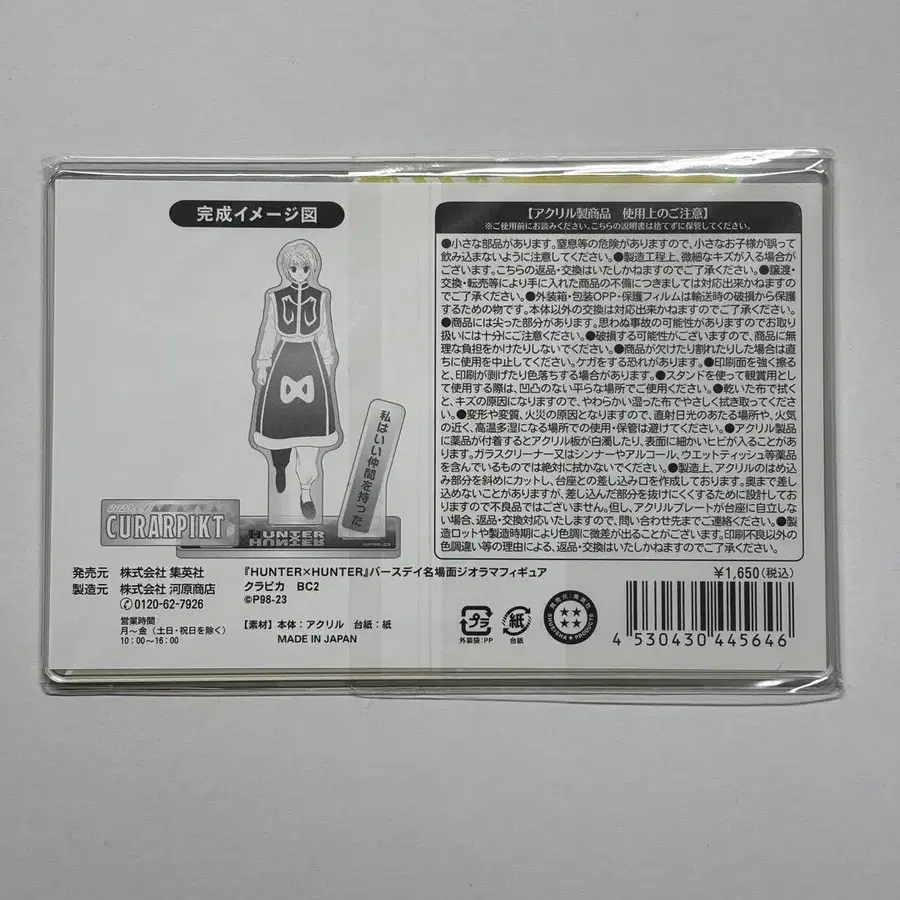 完成イメージ図
私はいい仲間を持った
CURARPIKT
HUNTER
HUNTER
©P98-23
発売元 株式会社 集英社
製造元 株式会社 河原商店
0120-62-7926
営業時間
月～金（土日・祝日を除く）
10：00～16：00
『HUNTER×HUNTER』バースデイ名場面ジオラマフィギュア
クラピカ BC2
©P98-23
【素材】本体：アクリル 台紙：紙
MADE IN JAPAN
【アクリル製商品 使用上のご注意】
※ご使用前にお読みください。こちらの説明書は捨てずに保管してください。
●小さな部品があります。窒息等の危険がありますので、小さなお子様が誤って
飲み込まないように注意してください。●製造工程上、微細なキズが入る場合が
ございます。こちらの返品・交換はいたしかねますのでご了承ください。●譲渡・
交換・転売等により手に入れた商品の不備につきましては対応出来かねますの
でご了承ください。●外装箱・包装OPP・保護フィルムは輸送時の破損から保護
するための物です。本体以外の交換は対応出来かねますのでご了承ください。
●商品には尖った部分があります。思わぬ事故の可能性がありますのでお取り
扱いには十分にご注意ください。●破損する可能性がございますので、商品に無
理な負担をかけたりしないでください。●商品が欠けたり割れたりした場合は直
ちに使用を中止してください。ケガをする恐れがあります。●印刷面を強く擦る
と、印刷が剥げたり色落ちする場合があります。●スタンドを使って観賞用とし
て使用する際は、凹凸のない平らな場所でご使用ください。●乾いた布で拭く
と、キズの原因になりますので、やわらかい湿った布でやさしく拭き取ってくださ
い。●変形や変質、火災の原因となりますので、直射日光のあたる場所や、火気
の近く、高温多湿になる場所での使用・保管は避けてください。●アクリル製品
に薬品が付着するとアクリル板が白濁したり、表面に細かいヒビが入ることがあ
ります。ガラスクリーナー又はシンナーやアルコール、ウエットティッシュ等薬品
を含んでいるものでは絶対に拭かないでください。●製造上、アクリルのはめ込
み部分を斜めにカットし、台座との差し込み口を作成しております。奥まで差し
込めないことがありますが、差し込んだ部分を抜けにくくするために設計してお
りますので不良品ではございません。但し、アクリルプレートが台座に自立しな
い場合、返品・交換対応いたしますので、問い合わせ先までご連絡ください。●製
造ロットや製造時期により色調に微差が出ることがございます。印刷不良以外の
色調違い等の理由による、返品・交換は致しかねますのでご了承ください。
￥1,650（税込）
プラ
外装袋：PP
紙
台紙
発売元/集英社
SHUEISHA PRODUCTS
4 530430 445646